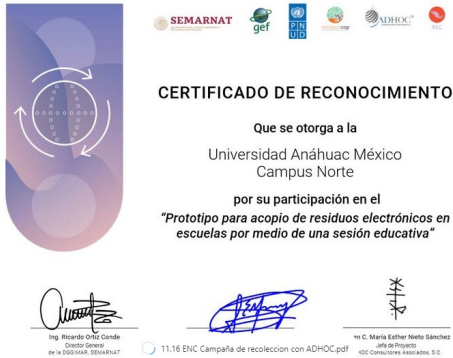 SEMARNAT
gef
PNUD
ADHOC
REC
CERTIFICADO DE RECONOCIMIENTO
Que se otorga a la
Universidad Anáhuac México
Campus Norte
por su participación en el
“Prototipo para acopio de residuos electrónicos en
escuelas por medio de una sesión educativa”
Ing. Ricardo Ortiz Conde
Director General
de la DGGIMAR, SEMARNAT
11.16 ENC Campaña de recoleccion con ADHOC.pdf
en C. María Esther Nieto Sánchez
Jefa de Proyecto
HOC Consultores Asociados, S.C.